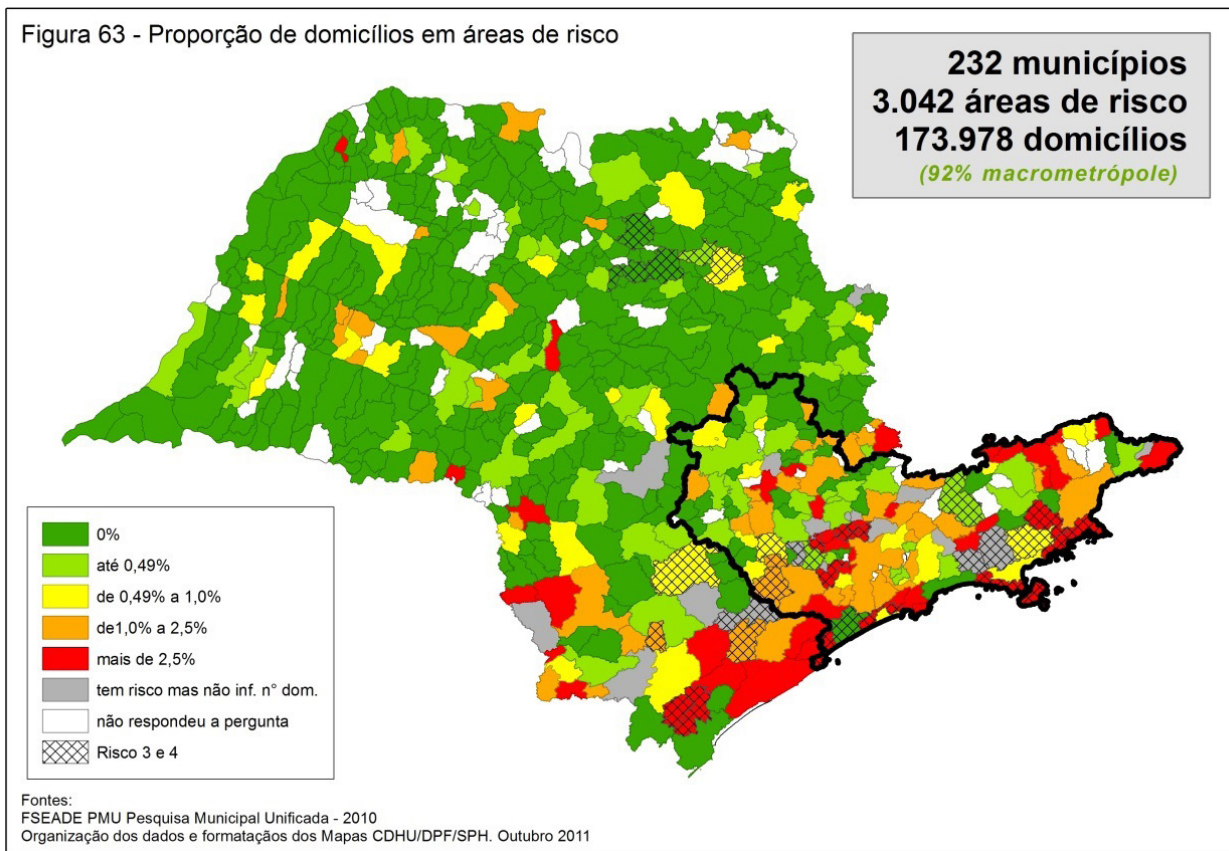 Figura 63 - Proporção de domicílios em áreas de risco
232 municípios
3.042 áreas de risco
173.978 domicílios
(92% macrometrópole)
0%
até 0,49%
de 0,49% a 1,0%
de1,0% a 2,5%
mais de 2,5%
tem risco mas não inf. n° dom.
não respondeu a pergunta
Risco 3 e 4
Fontes:
FSEADE PMU Pesquisa Municipal Unificada - 2010
Organização dos dados e formataçãos dos Mapas CDHU/DPF/SPH. Outubro 2011